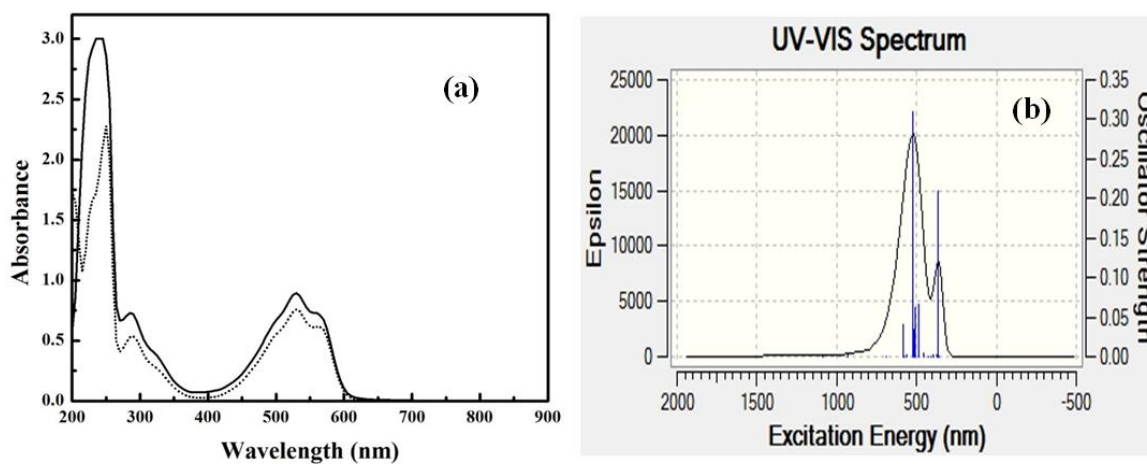 (a)
Absorbance
3.0
2.5
2.0
1.5
1.0
0.5
0.0
200 300 400 500 600 700 800 900
Wavelength (nm)
UV-VIS Spectrum
(b)
Epsilon
25000
20000
15000
10000
5000
0
0.35
0.30
0.25
0.20
0.15
0.10
0.05
0.00
Oscillator Strength
2000 1500 1000 500 0 -500
Excitation Energy (nm)